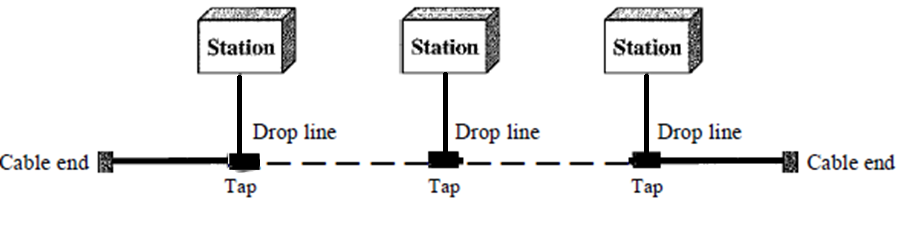 Station
Station
Station
Drop line
Drop line
Drop line
Cable end
Cable end
Tap
Tap
Tap